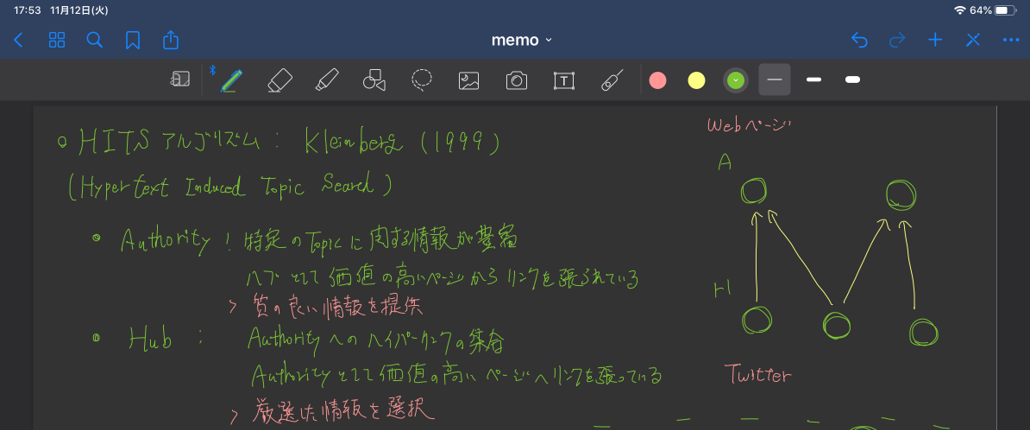 17:53 11月12日(火)
64%
memo
T
○ HITS アルゴリズム : Kleinberg (1999)
(Hypertext Induced Topic Search)
• Authority : 特定のTopicに関する情報が豊富
ハブとして価値の高いページからリンクを張られている
> 質の良い情報を提供
• Hub : Authorityへのハイパーリンクの集合
Authorityとして価値の高いページへリンクを張っている
> 厳選した情報を選択
Webページ
A
H
Twitter